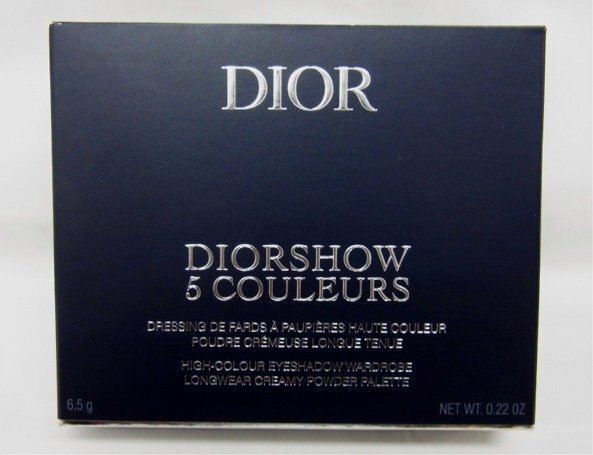 DIOR
DIORSHOW
5 COULEURS
DRESSING DE FARDS À PAUPIÈRES HAUTE COULEUR
POUDRE CRÉMEUSE LONGUE TENUE
HIGH-COLOUR EYESHADOW WARDROBE
LONGWEAR CREAMY POWDER PALETTE
6,5 g
NET WT. 0.22 OZ